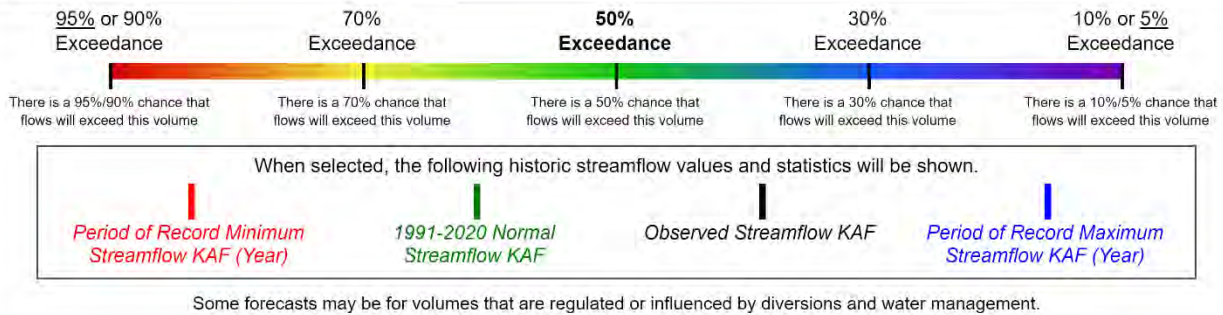 95% or 90% Exceedance
70% Exceedance
50% Exceedance
30% Exceedance
10% or 5% Exceedance
There is a 95%/90% chance that
flows will exceed this volume
There is a 70% chance that
flows will exceed this volume
There is a 50% chance that
flows will exceed this volume
There is a 30% chance that
flows will exceed this volume
There is a 10%/5% chance that
flows will exceed this volume
When selected, the following historic streamflow values and statistics will be shown.
Period of Record Minimum
Streamflow KAF (Year)
1991-2020 Normal
Streamflow KAF
Observed Streamflow KAF
Period of Record Maximum
Streamflow KAF (Year)
Some forecasts may be for volumes that are regulated or influenced by diversions and water management.